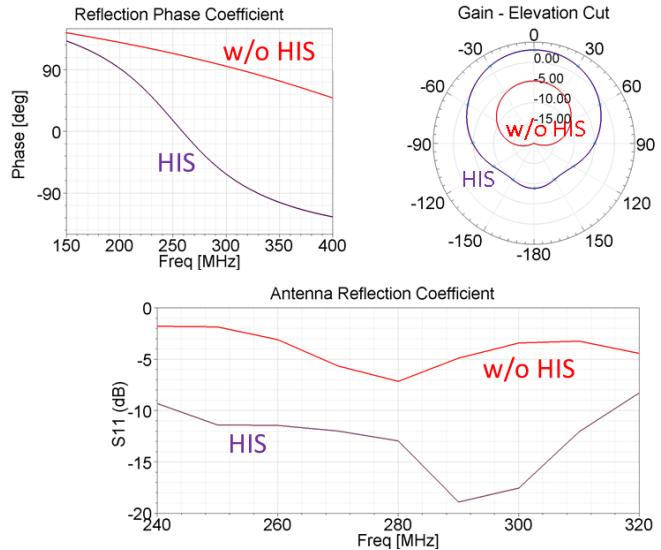 Reflection Phase Coefficient
w/o HIS
HIS
Phase [deg]
90
0
-90
150 200 250 300 350 400
Freq [MHz]
Gain - Elevation Cut
0
-30 30
-60 60
-90 90
-120 120
-150 150
-180
0.00
-5.00
-10.00
-15.00
w/o HIS
HIS
Antenna Reflection Coefficient
S11 (dB)
0
-5
-10
-15
-20
w/o HIS
HIS
240 260 280 300 320
Freq [MHz]